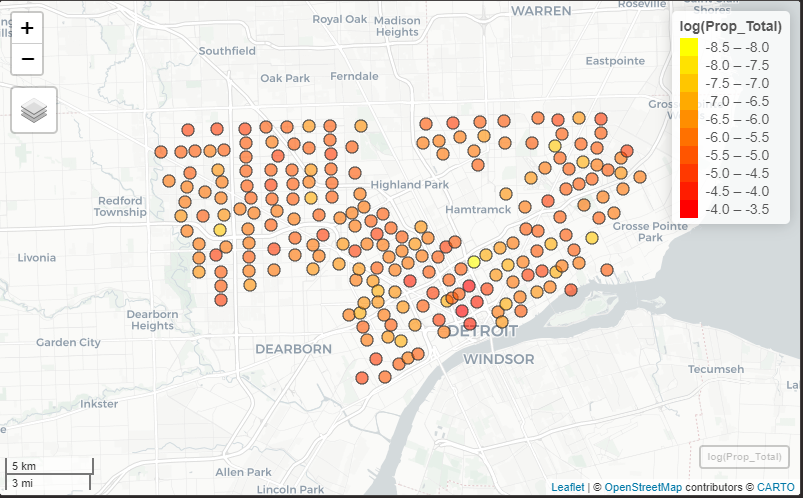 WARREN
Roseville
Royal Oak
Madison
Heights
Southfield
Oak Park
Ferndale
Eastpointe
+
−
log(Prop_Total)
-8.5 – -8.0
-8.0 – -7.5
-7.5 – -7.0
-7.0 – -6.5
-6.5 – -6.0
-6.0 – -5.5
-5.5 – -5.0
-5.0 – -4.5
-4.5 – -4.0
-4.0 – -3.5
Shores
Highland Park
Redford
Township
Hamtramck
Grosse Pointe
Park
Livonia
Dearborn
Heights
Garden City
DEARBORN
DETROIT
WINDSOR
Tecumseh
Inkster
Allen Park
Lincoln Park
log(Prop_Total)
5 km
3 mi
Leaflet | © OpenStreetMap contributors © CARTO